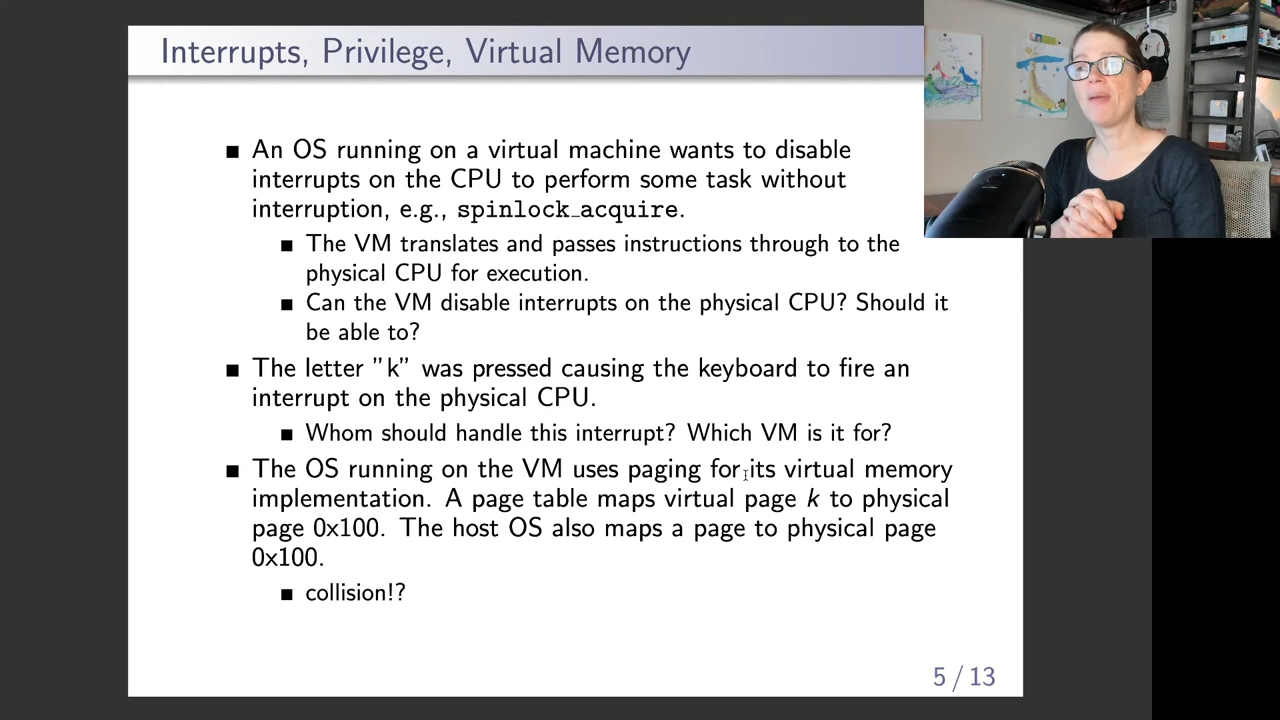 Interrupts, Privilege, Virtual Memory
An OS running on a virtual machine wants to disable
interrupts on the CPU to perform some task without
interruption, e.g., spinlock_acquire.
The VM translates and passes instructions through to the
physical CPU for execution.
Can the VM disable interrupts on the physical CPU? Should it
be able to?
The letter "k" was pressed causing the keyboard to fire an
interrupt on the physical CPU.
Whom should handle this interrupt? Which VM is it for?
The OS running on the VM uses paging for its virtual memory
implementation. A page table maps virtual page k to physical
page 0x100. The host OS also maps a page to physical page
0x100.
collision!?
5 / 13